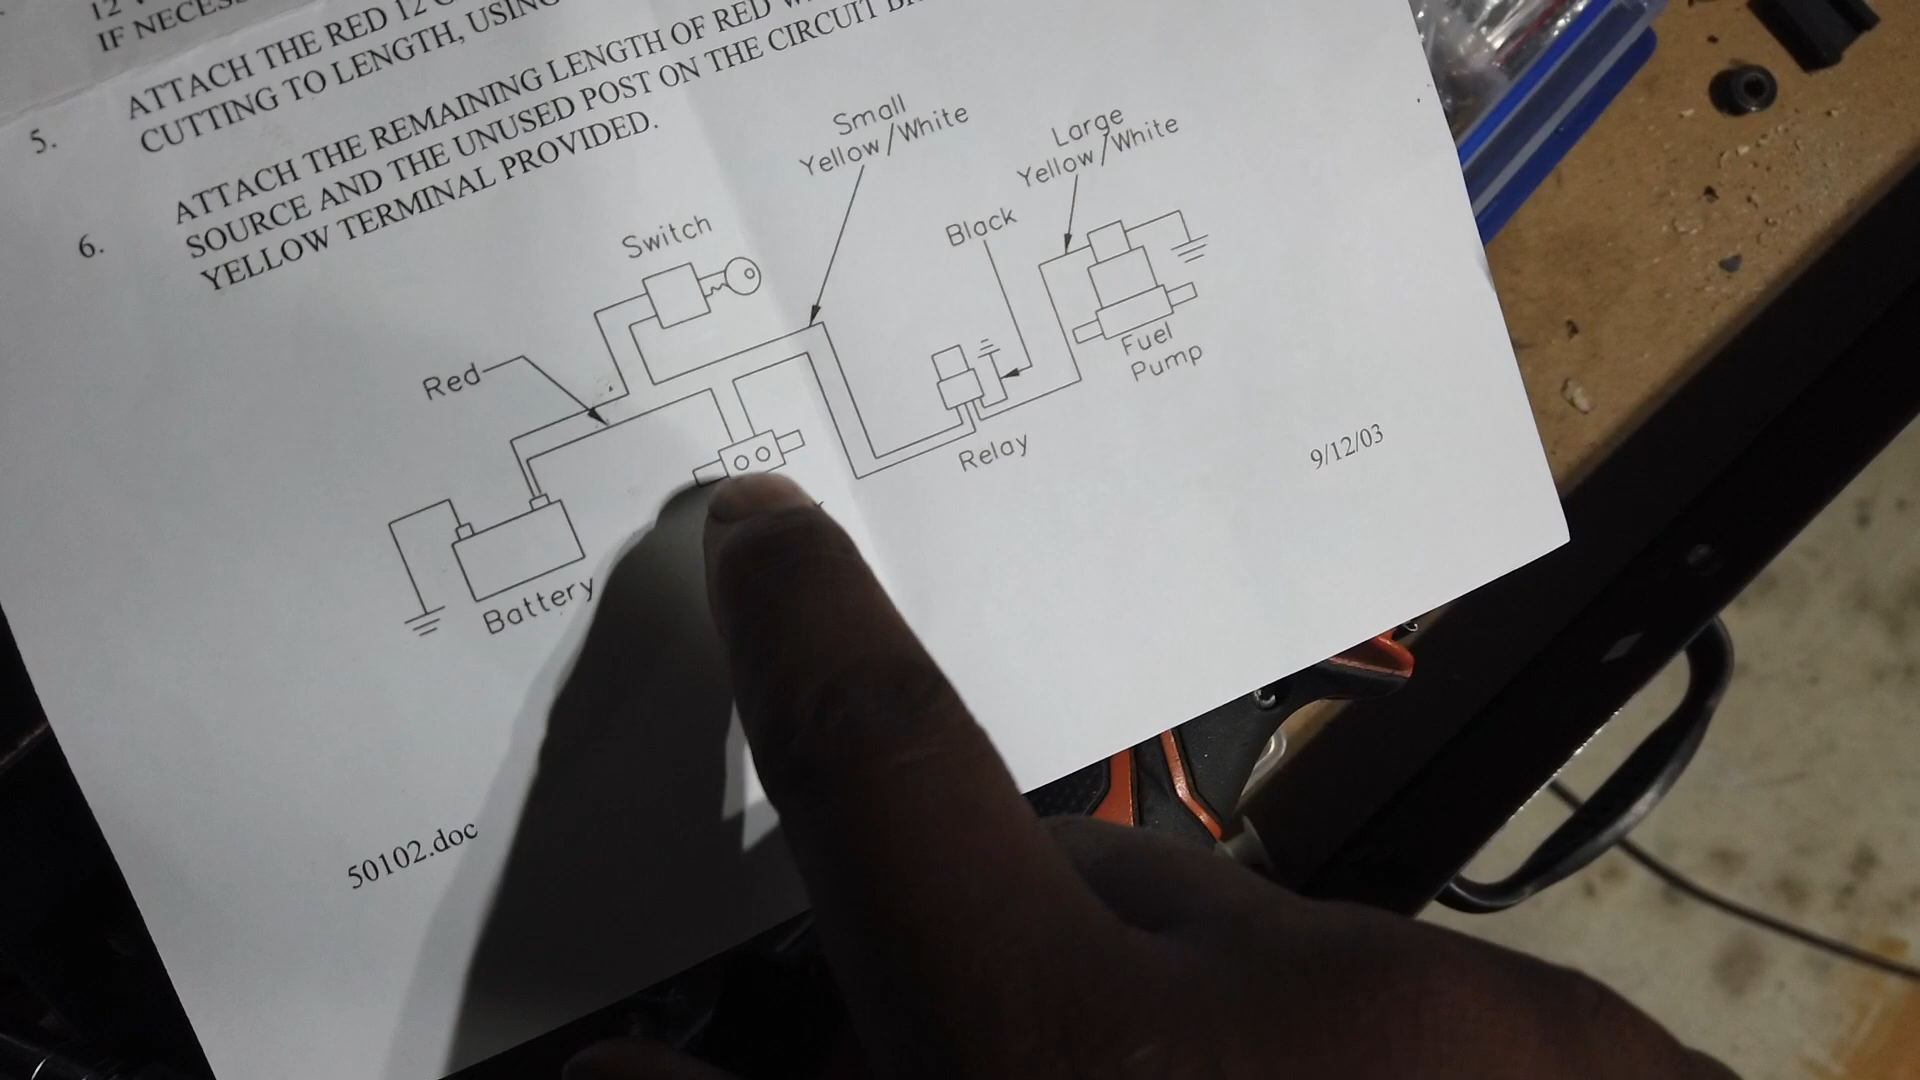 12
IF NECESS
5. ATTACH THE RED 12
CUTTING TO LENGTH, USING
6. ATTACH THE REMAINING LENGTH OF RED
SOURCE AND THE UNUSED POST ON THE CIRCUIT
YELLOW TERMINAL PROVIDED.
Small
Yellow/White
Large
Yellow/White
Black
Switch
Red
Fuel
Pump
Relay
Battery
9/12/03
50102.doc